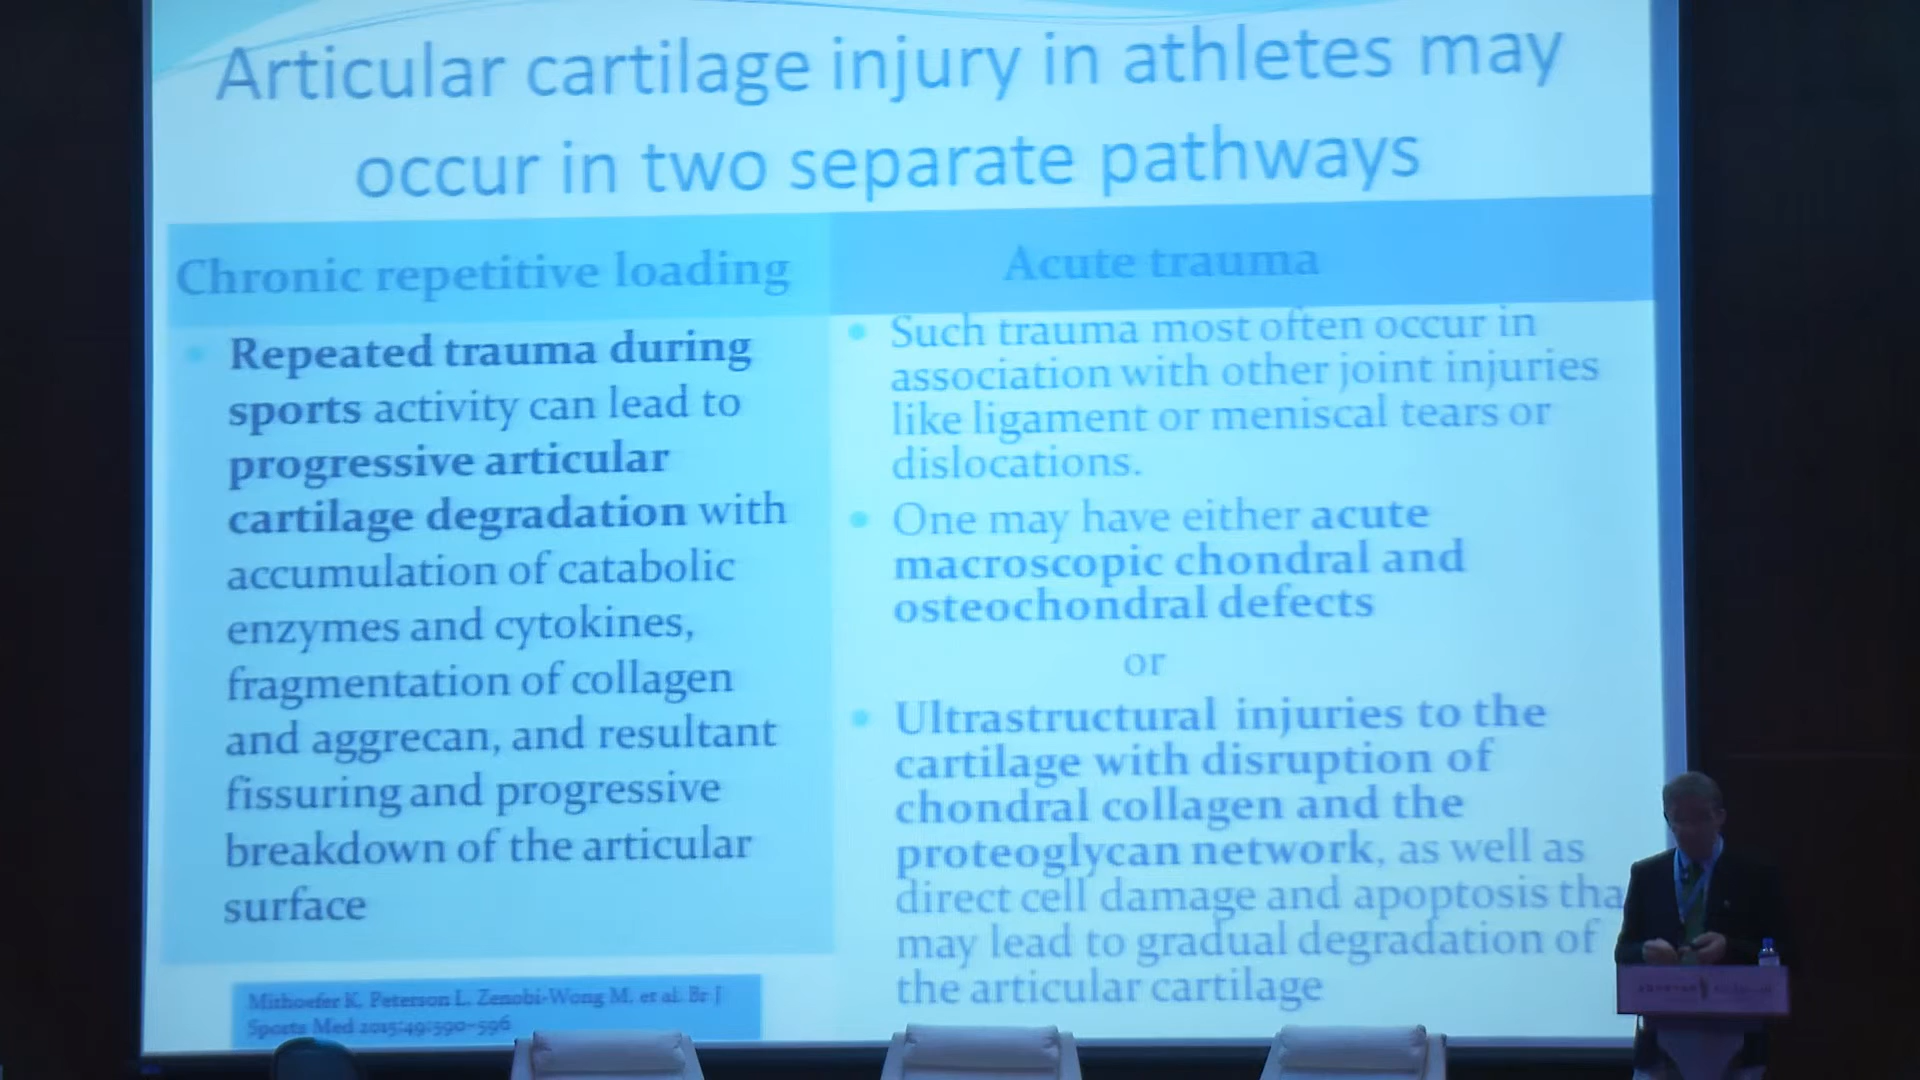 Articular cartilage injury in athletes may
occur in two separate pathways
Chronic repetitive loading
• Repeated trauma during
sports activity can lead to
progressive articular
cartilage degradation with
accumulation of catabolic
enzymes and cytokines,
fragmentation of collagen
and aggrecan, and resultant
fissuring and progressive
breakdown of the articular
surface
Acute trauma
• Such trauma most often occur in
association with other joint injuries
like ligament or meniscal tears or
dislocations.
• One may have either acute
macroscopic chondral and
osteochondral defects
or
• Ultrastructural injuries to the
cartilage with disruption of
chondral collagen and the
proteoglycan network, as well as
direct cell damage and apoptosis tha
may lead to gradual degradation of
the articular cartilage
Mithoefer K, Peterson L, Zenobi-Wong M, et al. Br J
Sports Med 2015;49:590–596